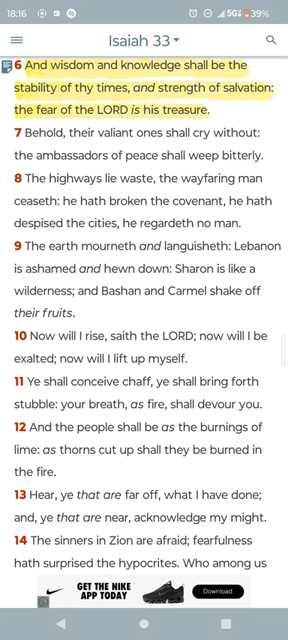 18:16
5G
39%
Isaiah 33
6 And wisdom and knowledge shall be the
stability of thy times, and strength of salvation:
the fear of the LORD is his treasure.
7 Behold, their valiant ones shall cry without:
the ambassadors of peace shall weep bitterly.
8 The highways lie waste, the wayfaring man
ceaseth: he hath broken the covenant, he hath
despised the cities, he regardeth no man.
9 The earth mourneth and languisheth: Lebanon
is ashamed and hewn down: Sharon is like a
wilderness; and Bashan and Carmel shake off
their fruits.
10 Now will I rise, saith the LORD; now will I be
exalted; now will I lift up myself.
11 Ye shall conceive chaff, ye shall bring forth
stubble: your breath, as fire, shall devour you.
12 And the people shall be as the burnings of
lime: as thorns cut up shall they be burned in
the fire.
13 Hear, ye that are far off, what I have done;
and, ye that are near, acknowledge my might.
14 The sinners in Zion are afraid; fearfulness
hath surprised the hypocrites. Who among us
GET THE NIKE
APP TODAY
Download